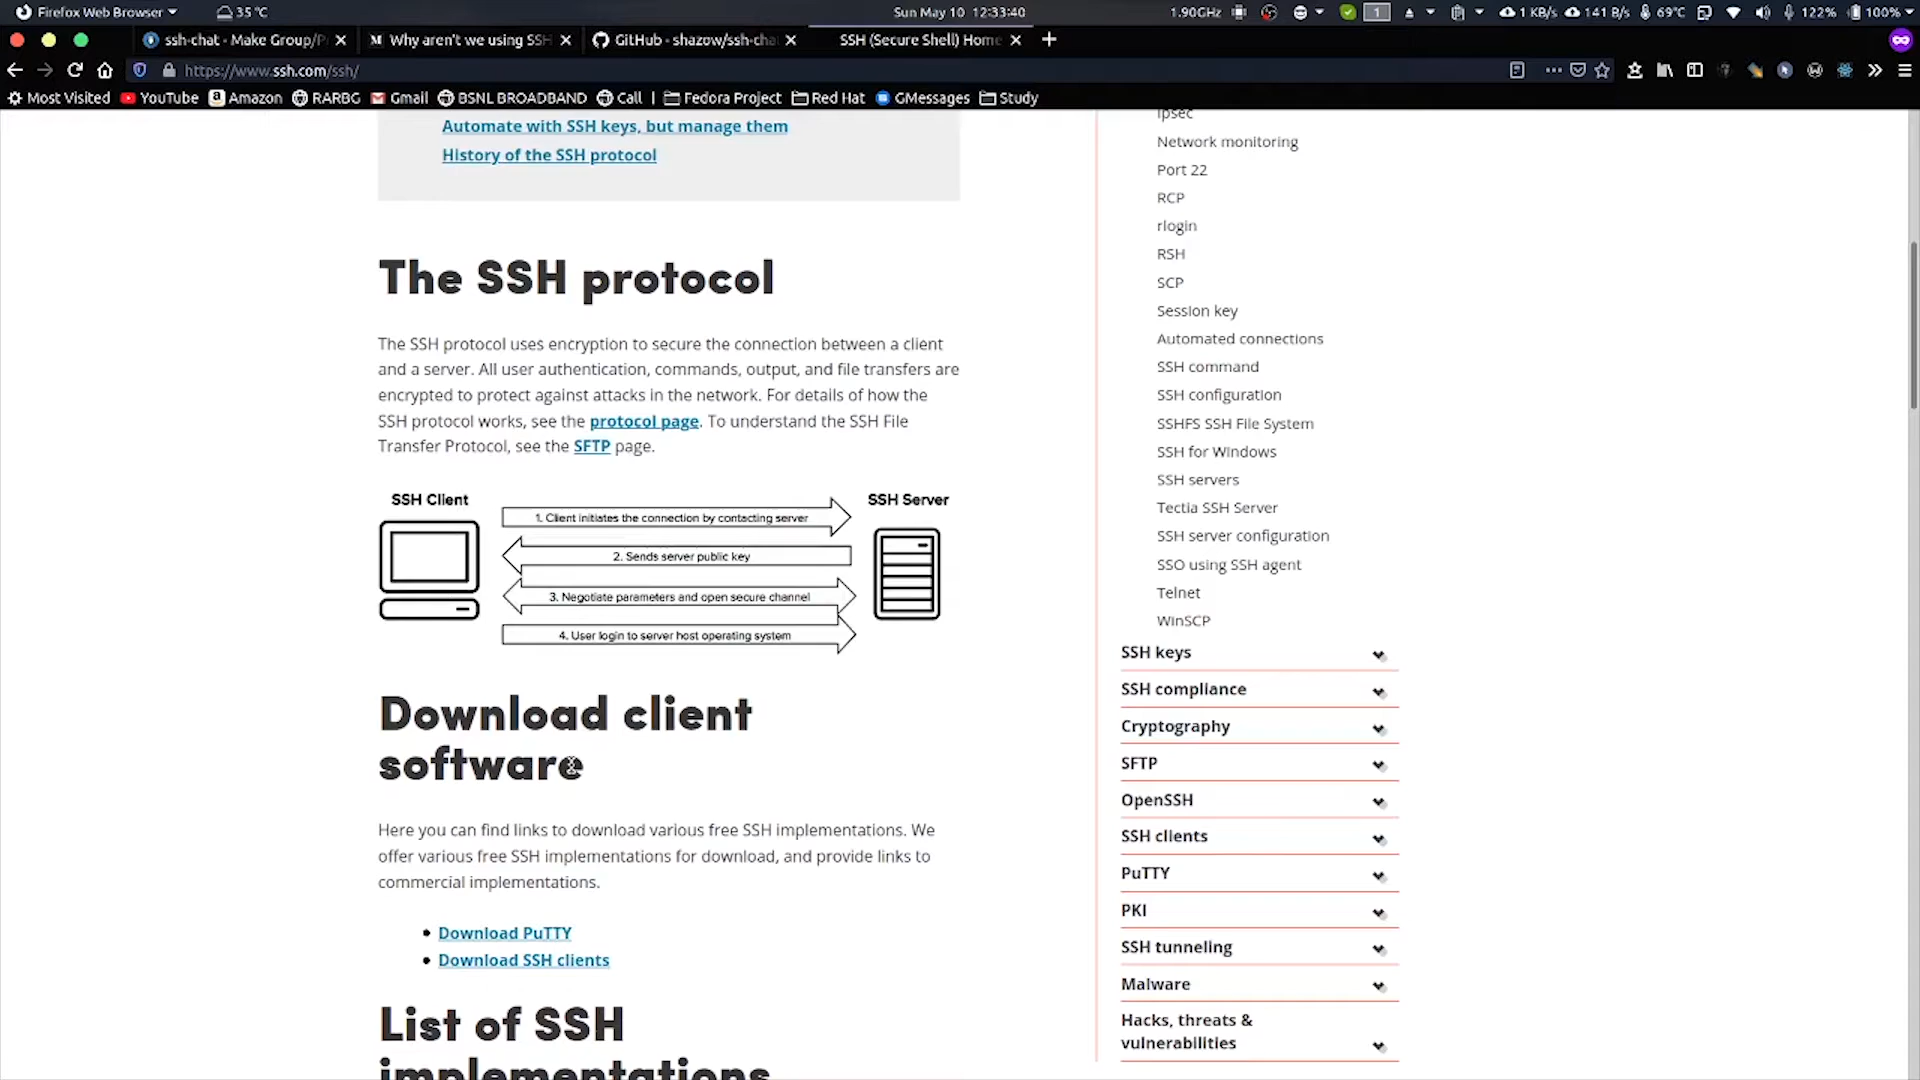 Firefox Web Browser 35 °C Sun May 10 12:33:40 1.90GHz 1 1 KB/s 141 B/s 69°C 122% 100%
ssh-chat - Make Group/P Why aren't we using SSH GitHub - shazow/ssh-cha SSH (Secure Shell) Home
https://www.ssh.com/ssh/
Most Visited YouTube Amazon RARBG Gmail BSNL BROADBAND Call | Fedora Project Red Hat GMessages Study
Automate with SSH keys, but manage them
History of the SSH protocol
The SSH protocol
The SSH protocol uses encryption to secure the connection between a client
and a server. All user authentication, commands, output, and file transfers are
encrypted to protect against attacks in the network. For details of how the
SSH protocol works, see the protocol page. To understand the SSH File
Transfer Protocol, see the SFTP page.
SSH Client
SSH Server
1. Client initiates the connection by contacting server
2. Sends server public key
3. Negotiate parameters and open secure channel
4. User login to server host operating system
Download client
software
Here you can find links to download various free SSH implementations. We
offer various free SSH implementations for download, and provide links to
commercial implementations.
Download PuTTY
Download SSH clients
List of SSH
implementations
Ipsec
Network monitoring
Port 22
RCP
rlogin
RSH
SCP
Session key
Automated connections
SSH command
SSH configuration
SSHFS SSH File System
SSH for Windows
SSH servers
Tectia SSH Server
SSH server configuration
SSO using SSH agent
Telnet
WinSCP
SSH keys
SSH compliance
Cryptography
SFTP
OpenSSH
SSH clients
PuTTY
PKI
SSH tunneling
Malware
Hacks, threats &
vulnerabilities